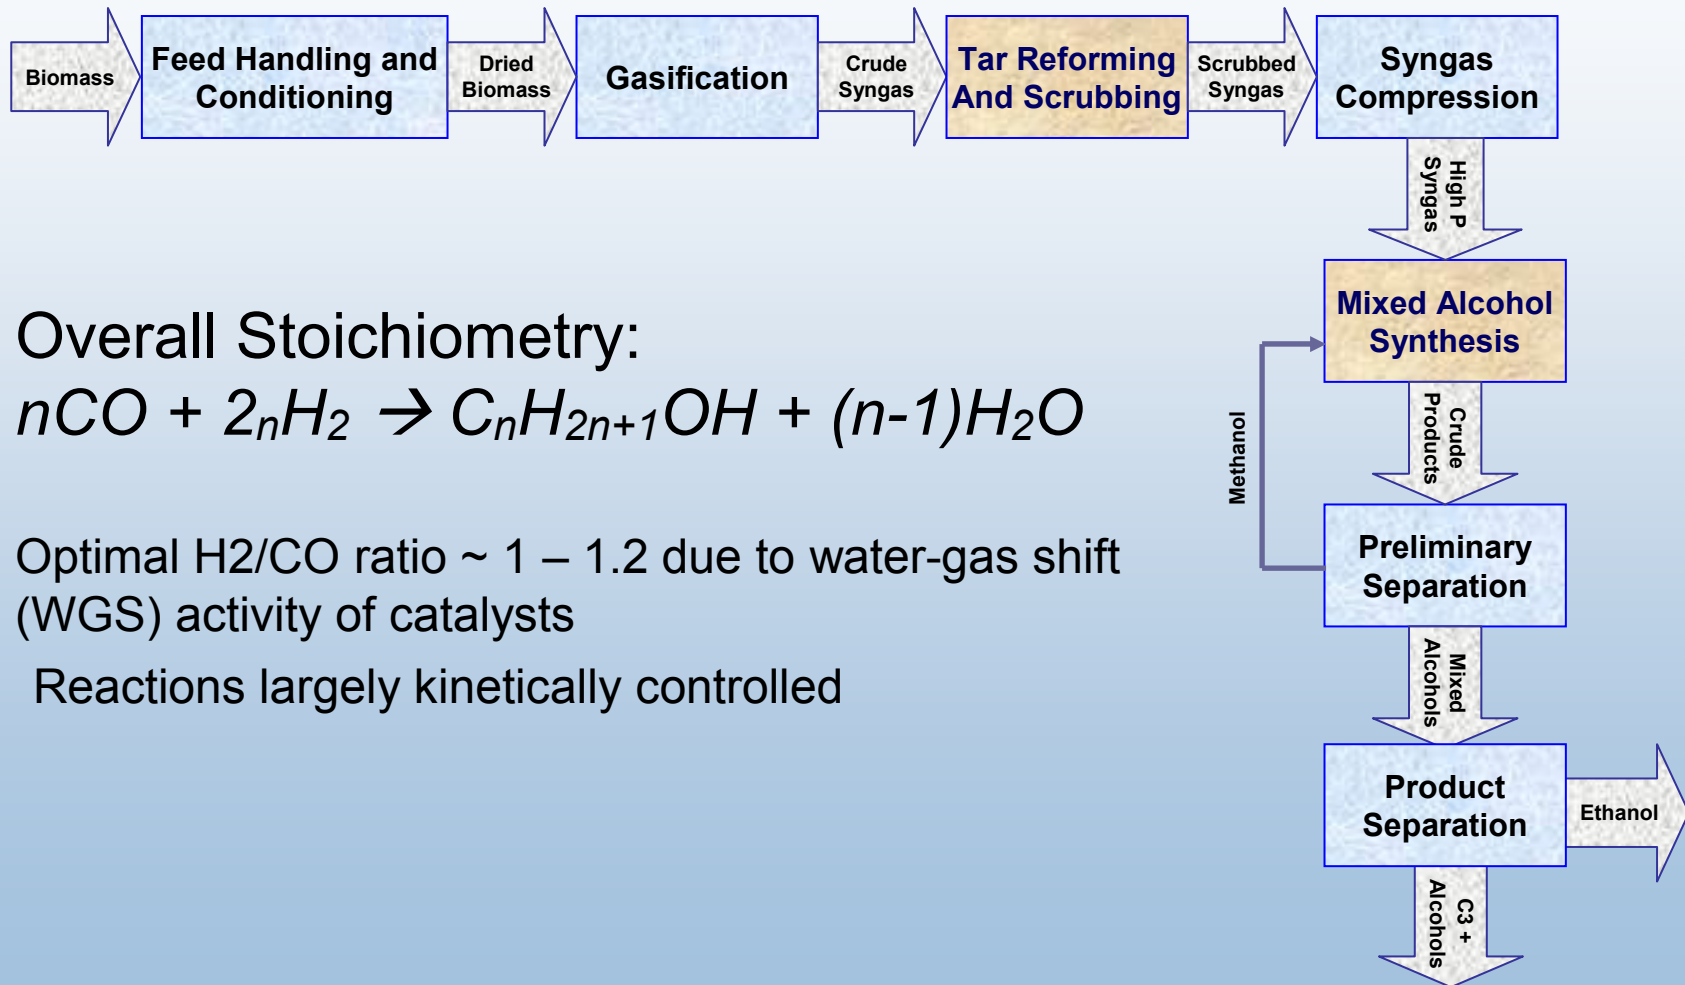 Biomass
Feed Handling and
Conditioning
Dried
Biomass
Gasification
Crude
Syngas
Tar Reforming
And Scrubbing
Scrubbed
Syngas
Syngas
Compression
High P
Syngas
Mixed Alcohol
Synthesis
Overall Stoichiometry:
nCO + 2ₙH₂ → CₙH₂ₙ₊₁OH + (n-1)H₂O
Crude
Products
Methanol
Optimal H2/CO ratio ~ 1 – 1.2 due to water-gas shift
(WGS) activity of catalysts
Reactions largely kinetically controlled
Preliminary
Separation
Mixed
Alcohols
Product
Separation
Ethanol
C3 +
Alcohols